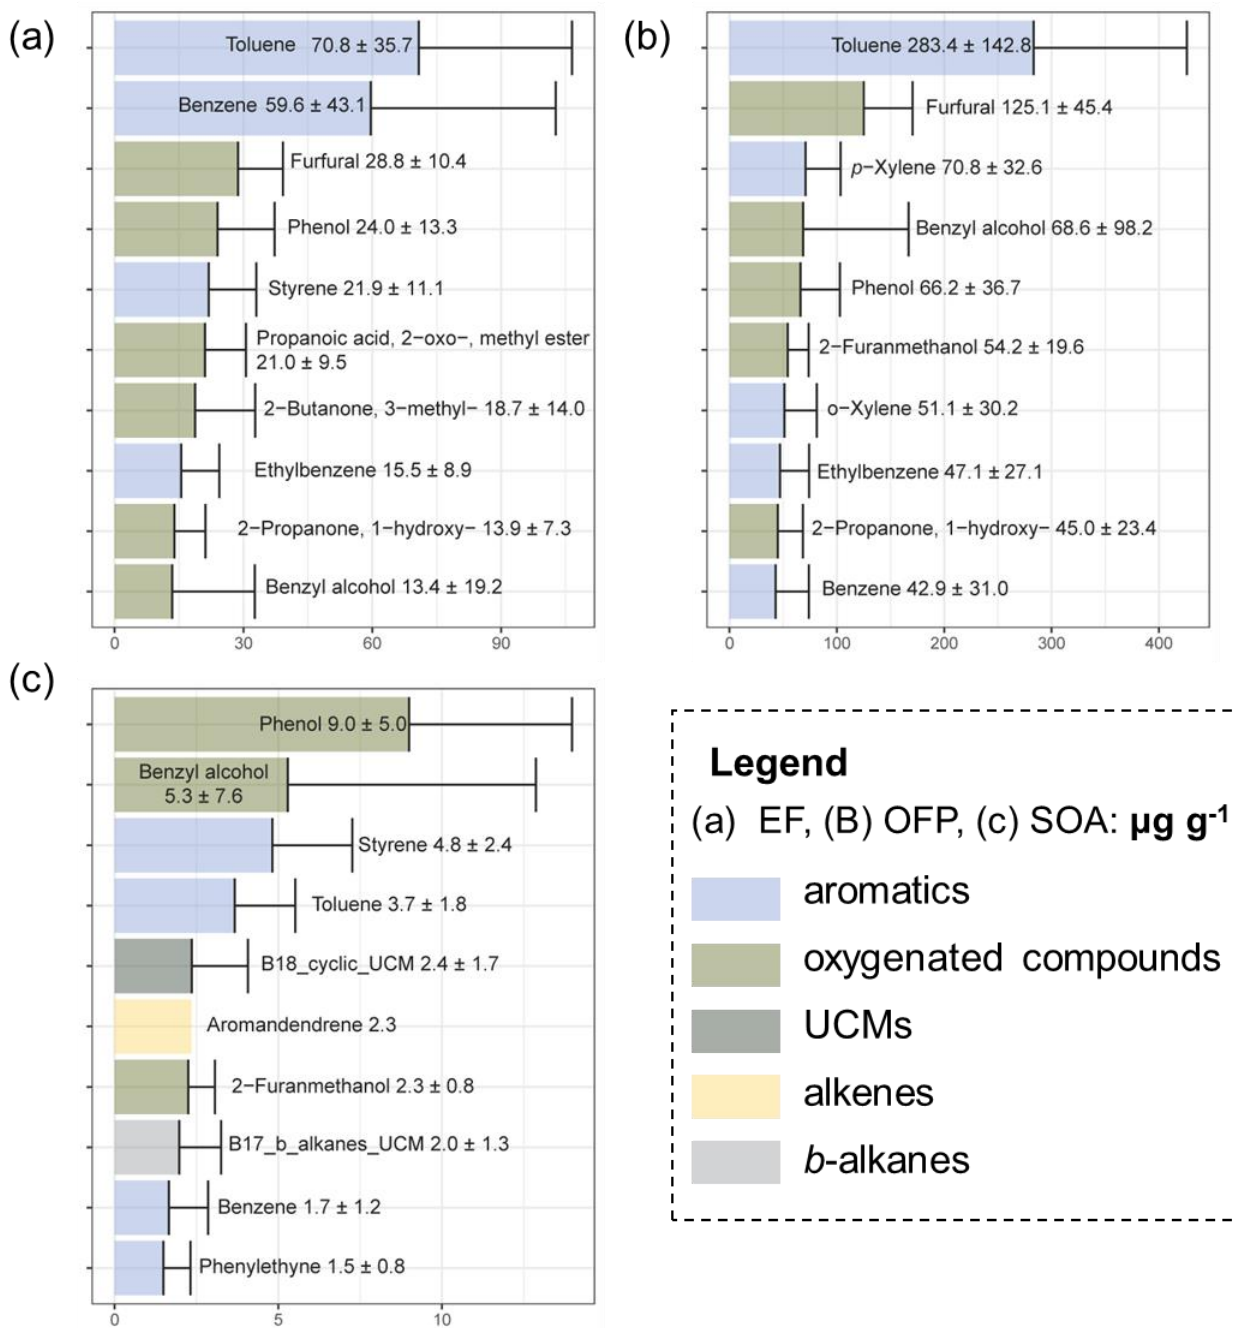 (a)
Toluene 70.8 ± 35.7
Benzene 59.6 ± 43.1
Furfural 28.8 ± 10.4
Phenol 24.0 ± 13.3
Styrene 21.9 ± 11.1
Propanoic acid, 2−oxo−, methyl ester
21.0 ± 9.5
2−Butanone, 3−methyl− 18.7 ± 14.0
Ethylbenzene 15.5 ± 8.9
2−Propanone, 1−hydroxy− 13.9 ± 7.3
Benzyl alcohol 13.4 ± 19.2
0 30 60 90
(b)
Toluene 283.4 ± 142.8
Furfural 125.1 ± 45.4
p−Xylene 70.8 ± 32.6
Benzyl alcohol 68.6 ± 98.2
Phenol 66.2 ± 36.7
2−Furanmethanol 54.2 ± 19.6
o−Xylene 51.1 ± 30.2
Ethylbenzene 47.1 ± 27.1
2−Propanone, 1−hydroxy− 45.0 ± 23.4
Benzene 42.9 ± 31.0
0 100 200 300 400
(c)
Phenol 9.0 ± 5.0
Benzyl alcohol
5.3 ± 7.6
Styrene 4.8 ± 2.4
Toluene 3.7 ± 1.8
B18_cyclic_UCM 2.4 ± 1.7
Aromandendrene 2.3
2−Furanmethanol 2.3 ± 0.8
B17_b_alkanes_UCM 2.0 ± 1.3
Benzene 1.7 ± 1.2
Phenylethyne 1.5 ± 0.8
0 5 10
Legend
(a) EF, (B) OFP, (c) SOA: µg g⁻¹
aromatics
oxygenated compounds
UCMs
alkenes
b-alkanes